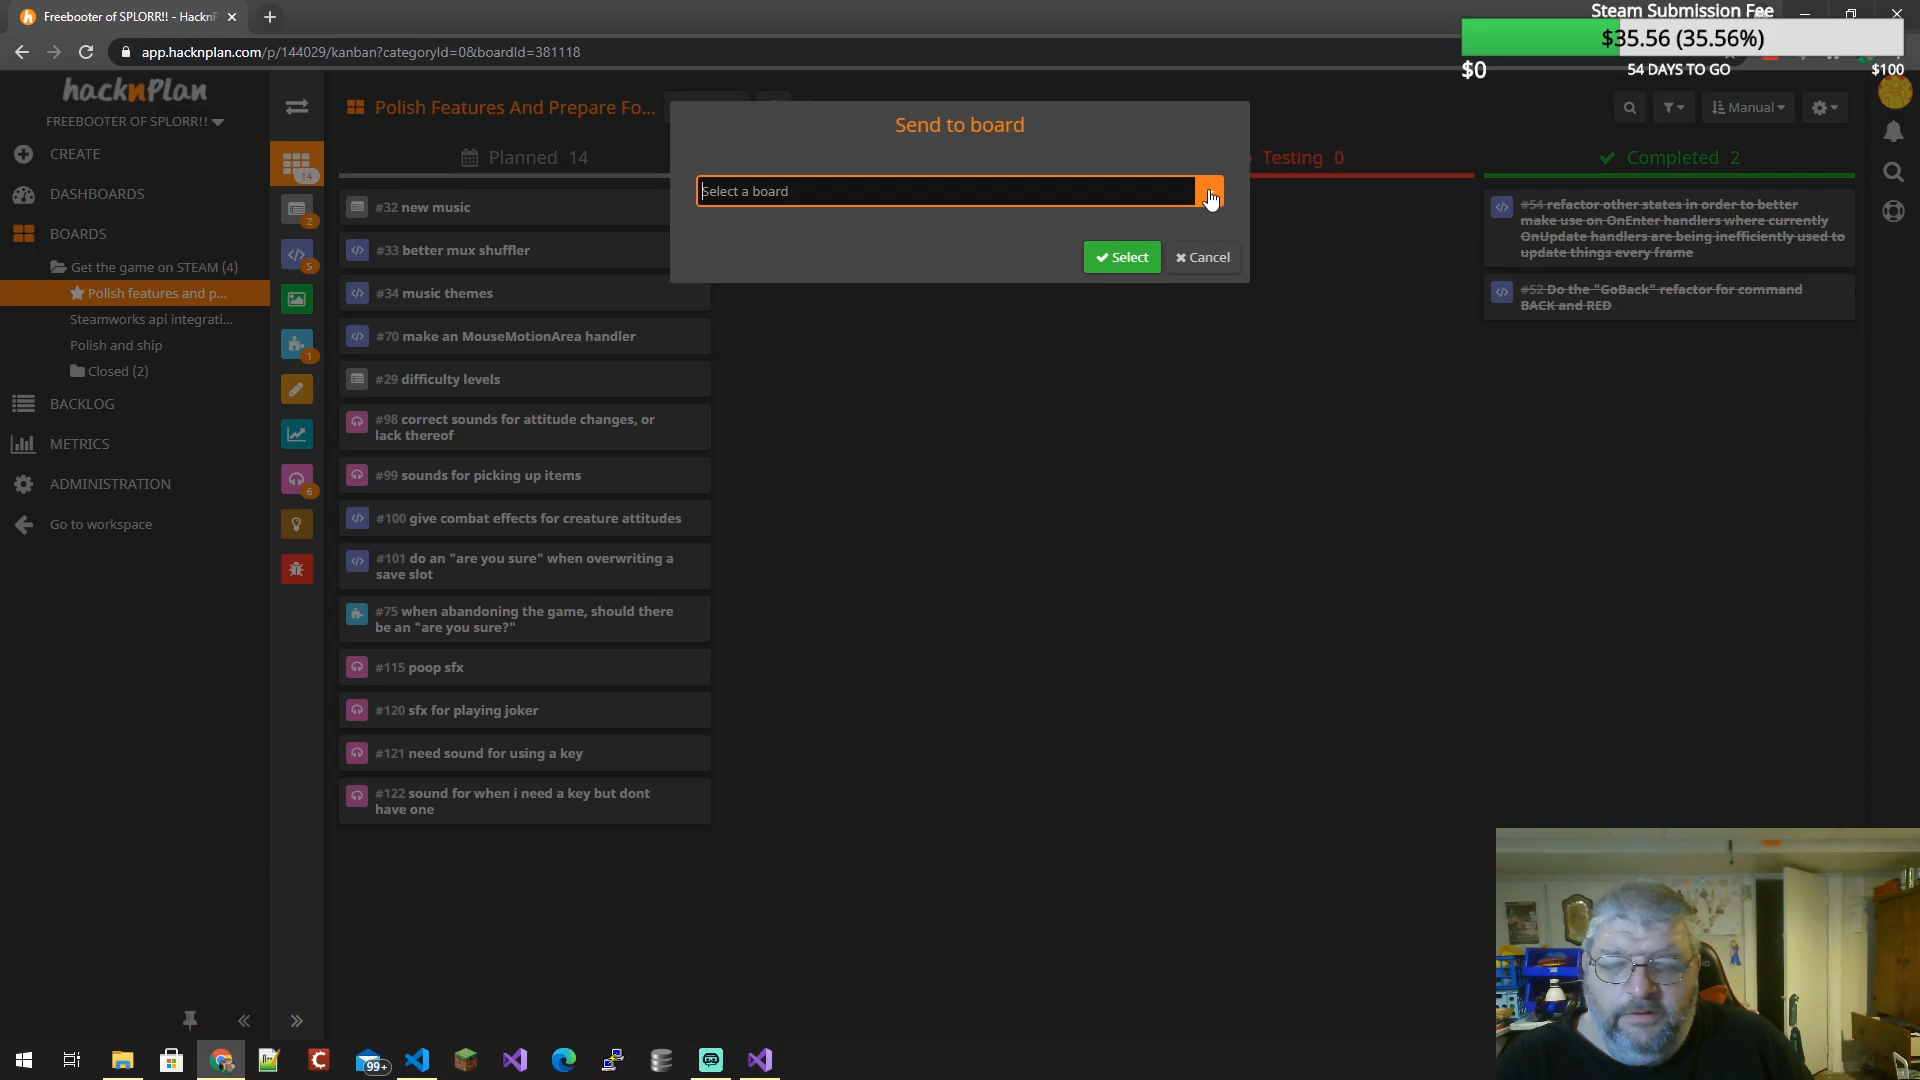 Freebooter of SPLORR!! - HacknP
Steam Submission Fee
$35.56 (35.56%)
$0
54 DAYS TO GO
$100
app.hacknplan.com/p/144029/kanban?categoryId=0&boardId=381118
hacknPlan
FREEBOOTER OF SPLORR!!
CREATE
DASHBOARDS
BOARDS
Get the game on STEAM (4)
Polish features and p...
Steamworks api integrati...
Polish and ship
Closed (2)
BACKLOG
METRICS
ADMINISTRATION
Go to workspace
14
2
5
1
6
Polish Features And Prepare Fo...
Manual
Planned 14
Testing 0
Completed 2
#32 new music
#33 better mux shuffler
#34 music themes
#70 make an MouseMotionArea handler
#29 difficulty levels
#98 correct sounds for attitude changes, or
lack thereof
#99 sounds for picking up items
#100 give combat effects for creature attitudes
#101 do an "are you sure" when overwriting a
save slot
#75 when abandoning the game, should there
be an "are you sure?"
#115 poop sfx
#120 sfx for playing joker
#121 need sound for using a key
#122 sound for when i need a key but dont
have one
Send to board
Select a board
Select
Cancel
#54 refactor other states in order to better
make use on OnEnter handlers where currently
OnUpdate handlers are being inefficiently used to
update things every frame
#52 Do the "GoBack" refactor for command
BACK and RED
99+